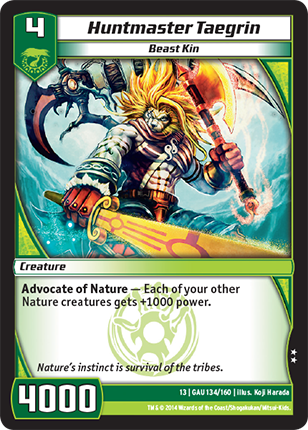 4
Huntmaster Taegrin
Beast Kin
Creature
Advocate of Nature — Each of your other
Nature creatures gets +1000 power.
Nature's instinct is survival of the tribes.
4000
13 | GAU 134/160 | Illus. Koji Harada
TM & © 2014 Wizards of the Coast/Shogakukan/Mitsui-Kids.